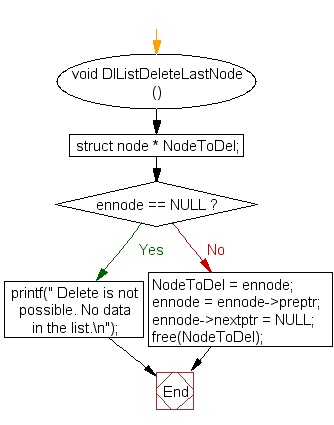 void DlListDeleteLastNode
()
struct node * NodeToDel;
ennode == NULL ?
Yes
No
printf(" Delete is not
possible. No data
in the list.\n");
NodeToDel = ennode;
ennode = ennode->preptr;
ennode->nextptr = NULL;
free(NodeToDel);
End